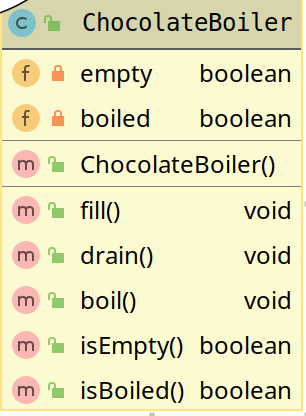 c ChocolateBoiler
f empty boolean
f boiled boolean
m ChocolateBoiler()
m fill() void
m drain() void
m boil() void
m isEmpty() boolean
m isBoiled() boolean